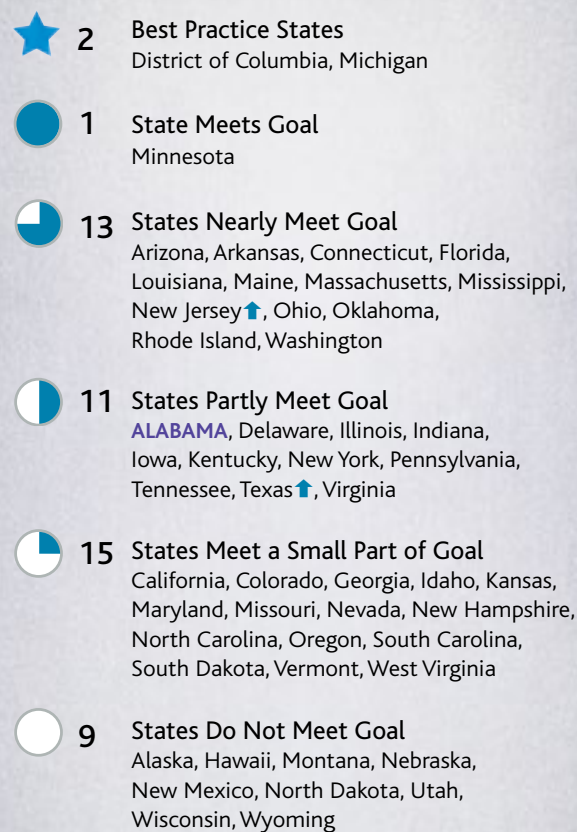 2 Best Practice States
District of Columbia, Michigan
1 State Meets Goal
Minnesota
13 States Nearly Meet Goal
Arizona, Arkansas, Connecticut, Florida,
Louisiana, Maine, Massachusetts, Mississippi,
New Jersey⬆, Ohio, Oklahoma,
Rhode Island, Washington
11 States Partly Meet Goal
ALABAMA, Delaware, Illinois, Indiana,
Iowa, Kentucky, New York, Pennsylvania,
Tennessee, Texas⬆, Virginia
15 States Meet a Small Part of Goal
California, Colorado, Georgia, Idaho, Kansas,
Maryland, Missouri, Nevada, New Hampshire,
North Carolina, Oregon, South Carolina,
South Dakota, Vermont, West Virginia
9 States Do Not Meet Goal
Alaska, Hawaii, Montana, Nebraska,
New Mexico, North Dakota, Utah,
Wisconsin, Wyoming